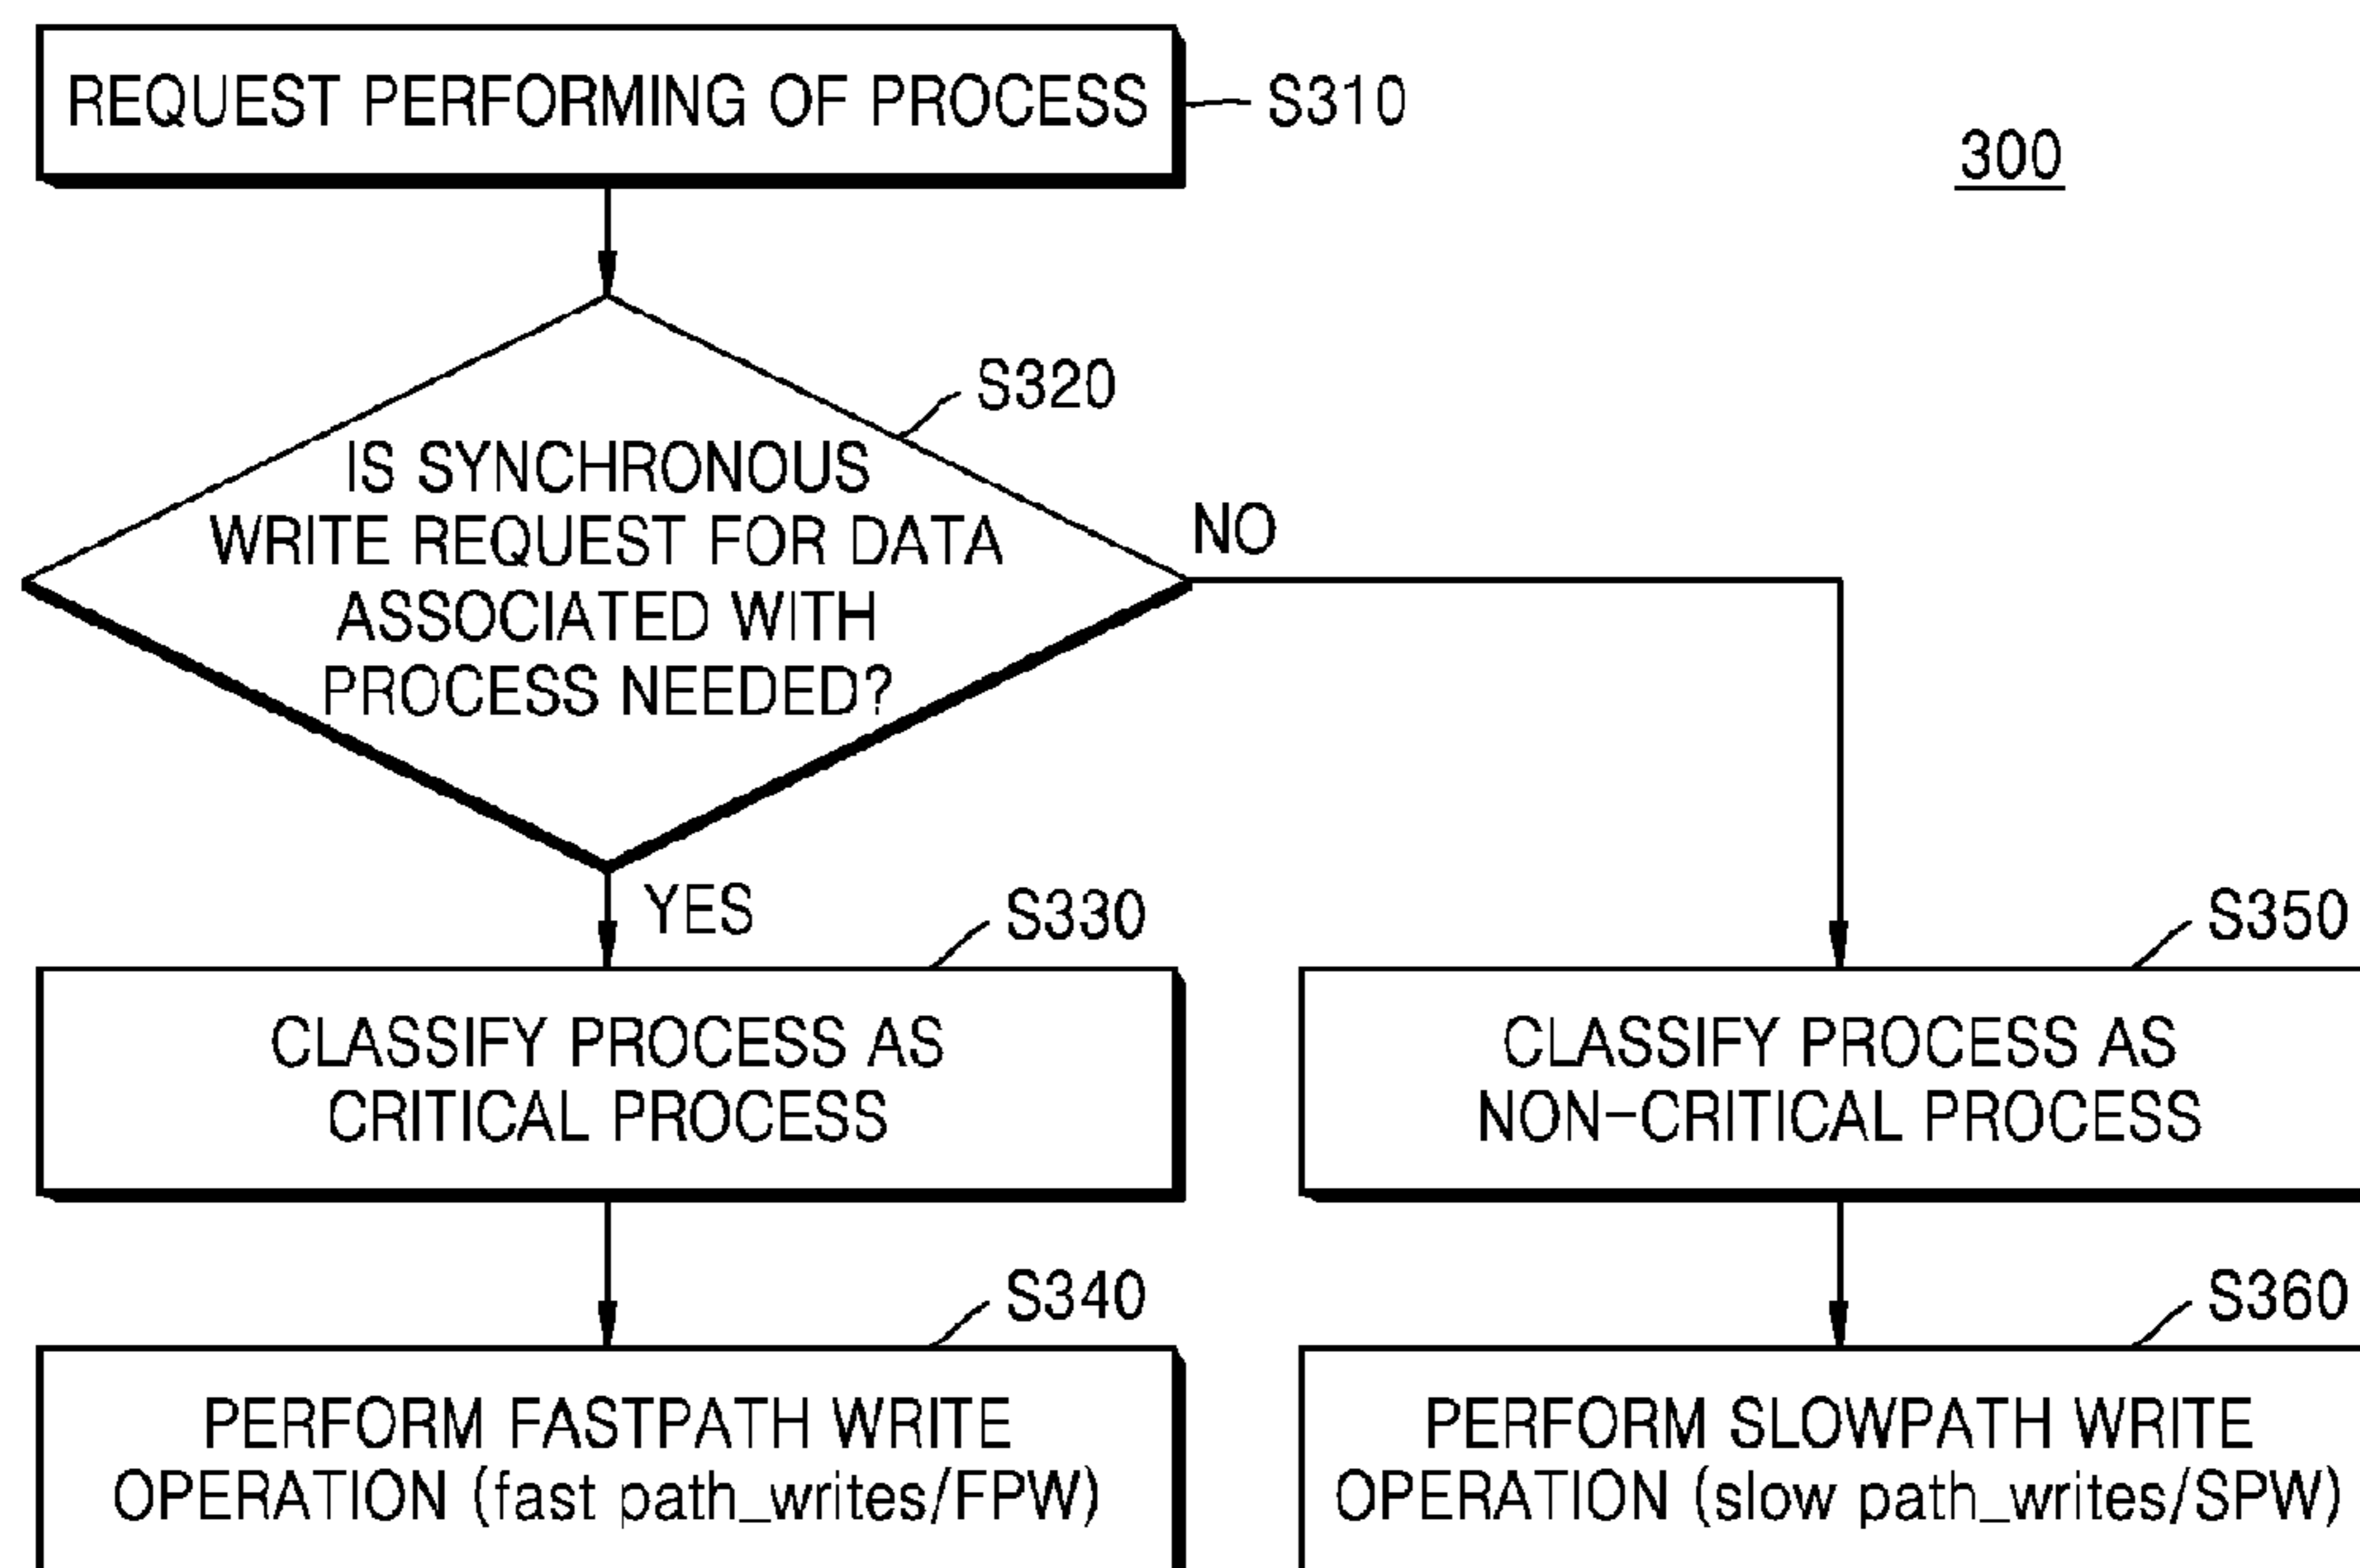 REQUEST PERFORMING OF PROCESS
S310
300
S320
IS SYNCHRONOUS
WRITE REQUEST FOR DATA
ASSOCIATED WITH
PROCESS NEEDED?
NO
YES
S330
CLASSIFY PROCESS AS
CRITICAL PROCESS
S350
CLASSIFY PROCESS AS
NON-CRITICAL PROCESS
S340
PERFORM FASTPATH WRITE
OPERATION (fast path_writes/FPW)
S360
PERFORM SLOWPATH WRITE
OPERATION (slow path_writes/SPW)